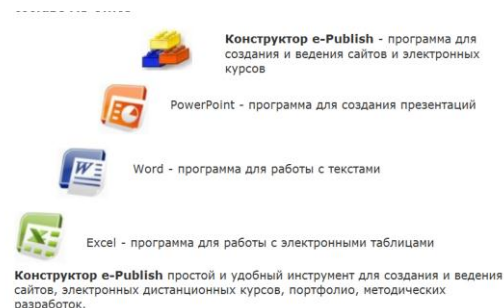 Конструктор e-Publish - программа для
создания и ведения сайтов и электронных
курсов
PowerPoint - программа для создания презентаций
Word - программа для работы с текстами
Excel - программа для работы с электронными таблицами
Конструктор e-Publish простой и удобный инструмент для создания и ведения
сайтов, электронных дистанционных курсов, портфолио, методических
разработок.